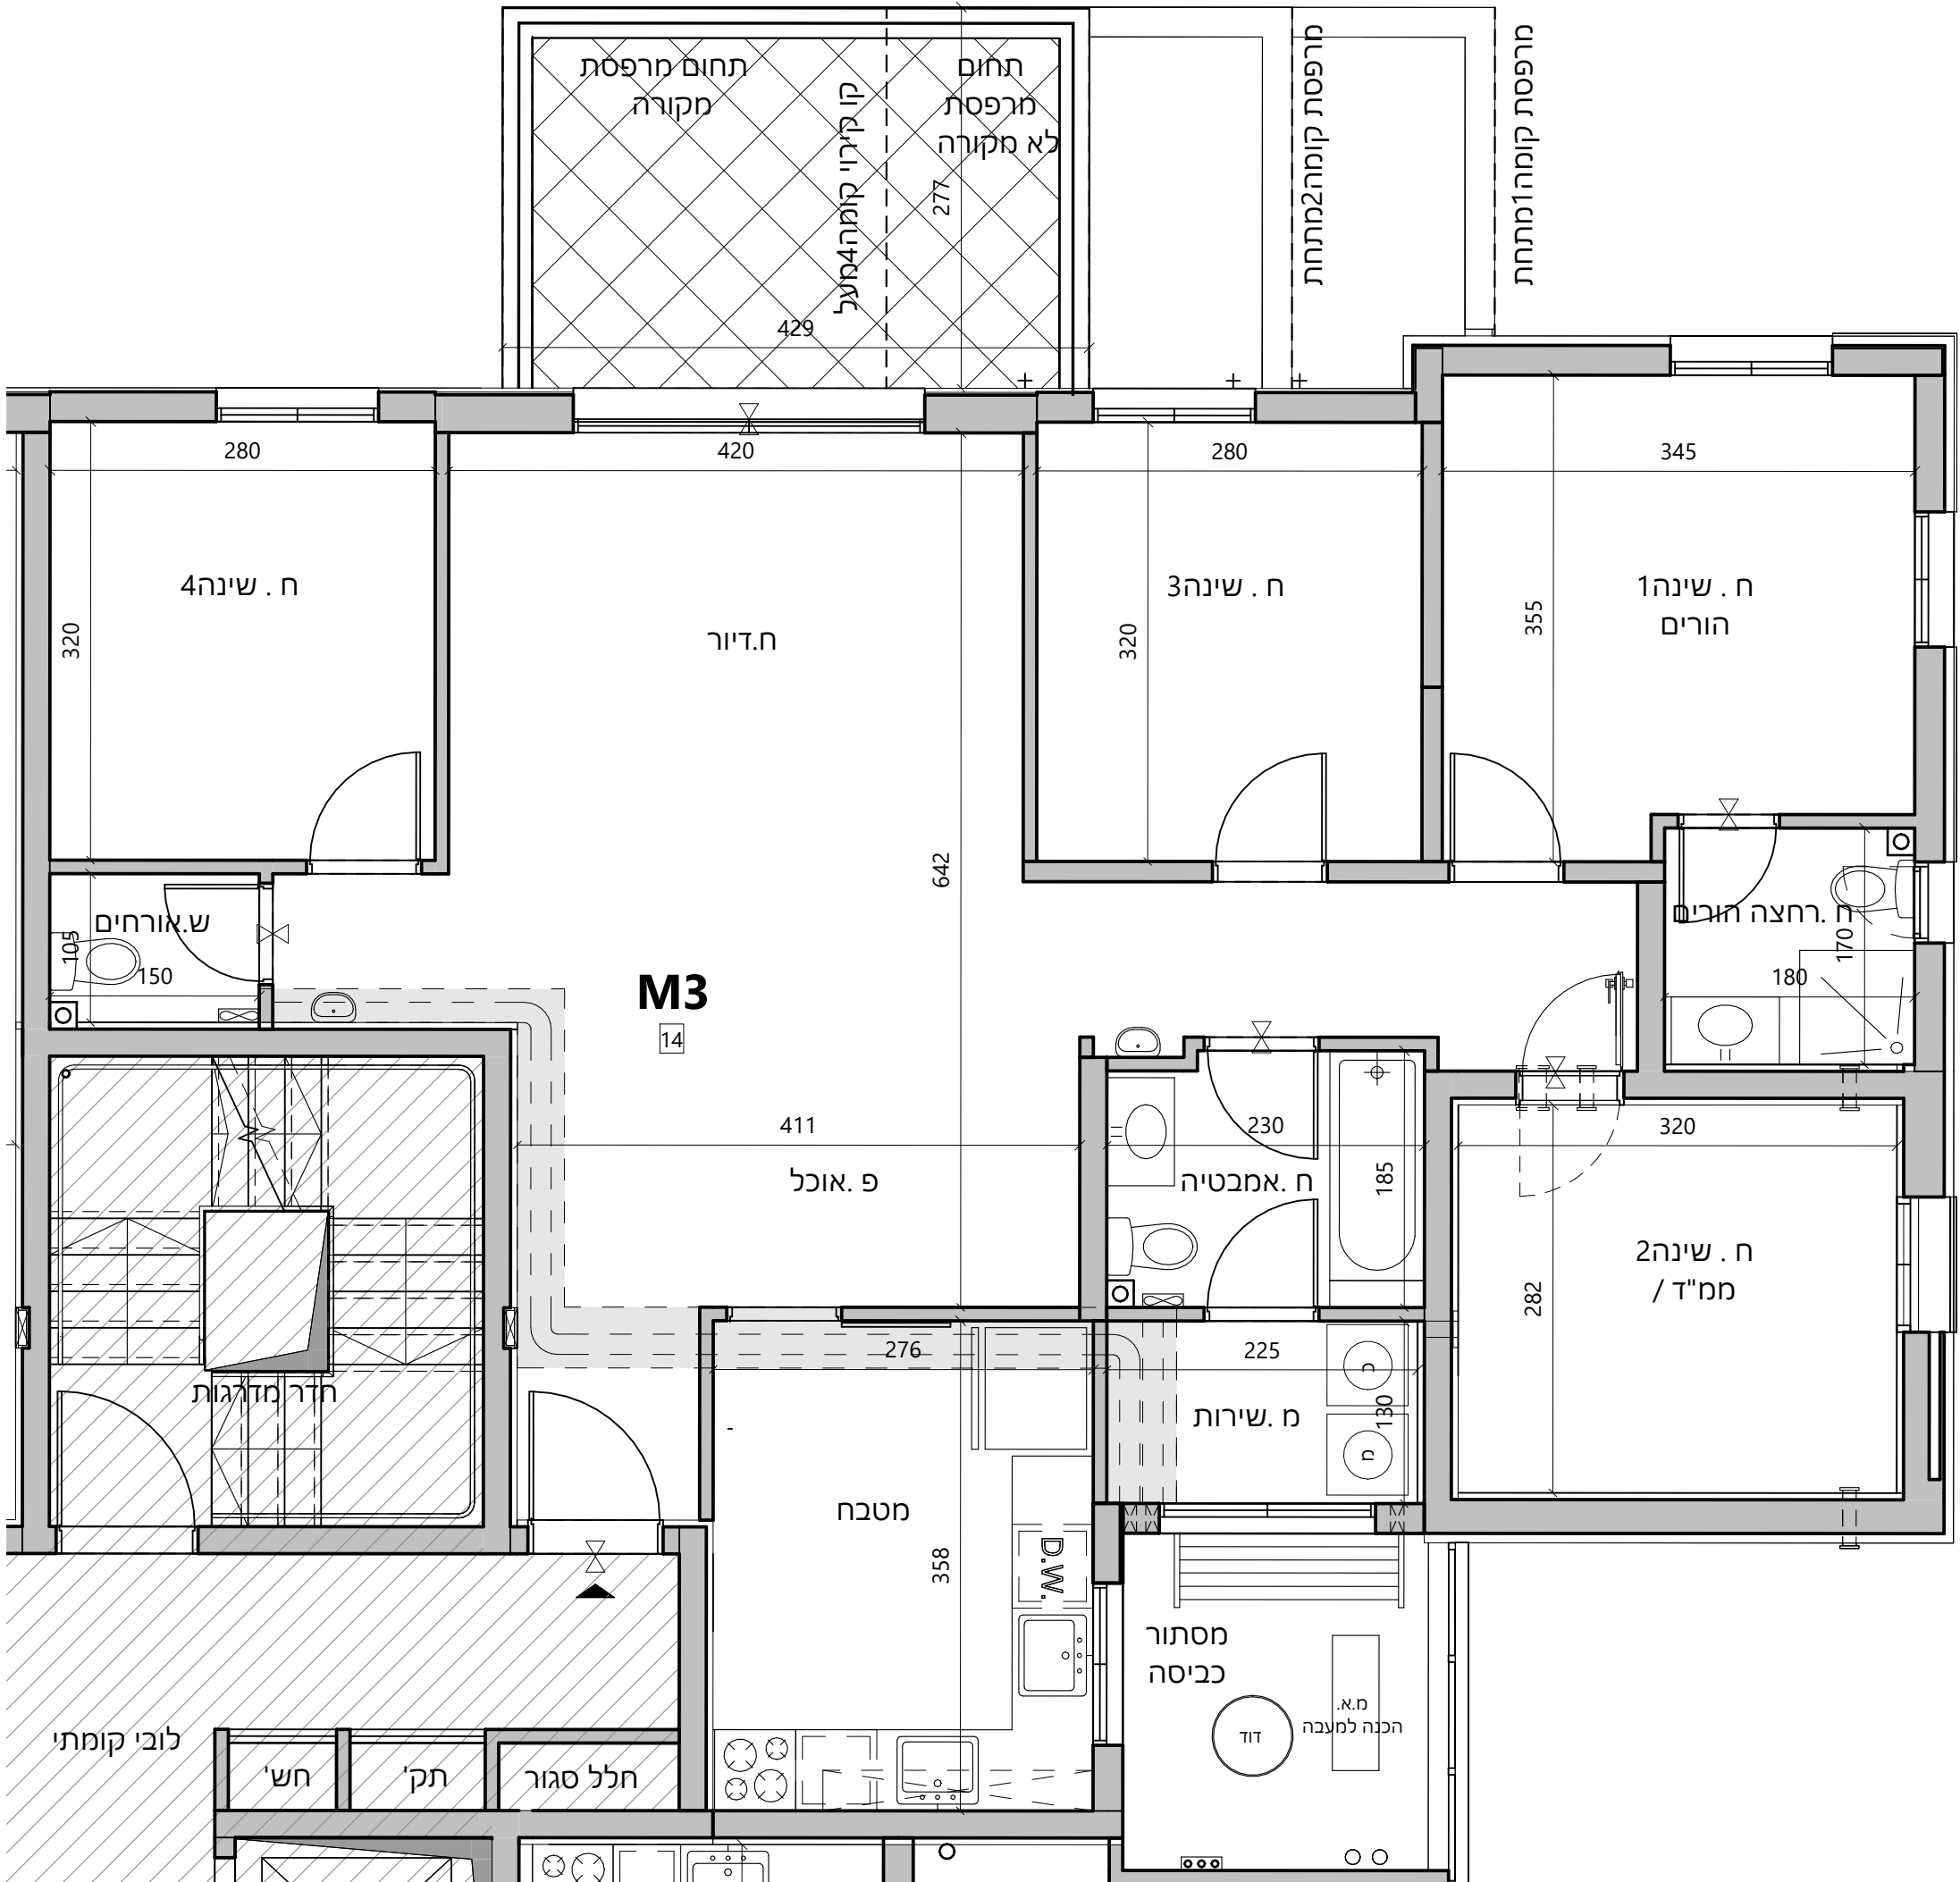 תחום מרפסת
מקורה
קו קירוי קומה4מעל
תחום
מרפסת
לא מקורה
277
429
מרפסת קומה2מתחת
מרפסת קומה1מתחת
280
420
280
345
ח . שינה4
320
ח.דיור
642
ח . שינה3
320
ח . שינה1
הורים
355
ש.אורחים
105
150
M3
14
ח .רחצה הורים
170
180
411
פ .אוכל
230
ח .אמבטיה
185
320
ח . שינה2
ממ"ד /
282
חדר מדרגות
276
225
מ .שירות
130
כ
מ
מטבח
358
D.W.
מסתור
כביסה
דוד
מ.א.
הכנה למעבה
לובי קומתי
חש'
תק'
חלל סגור